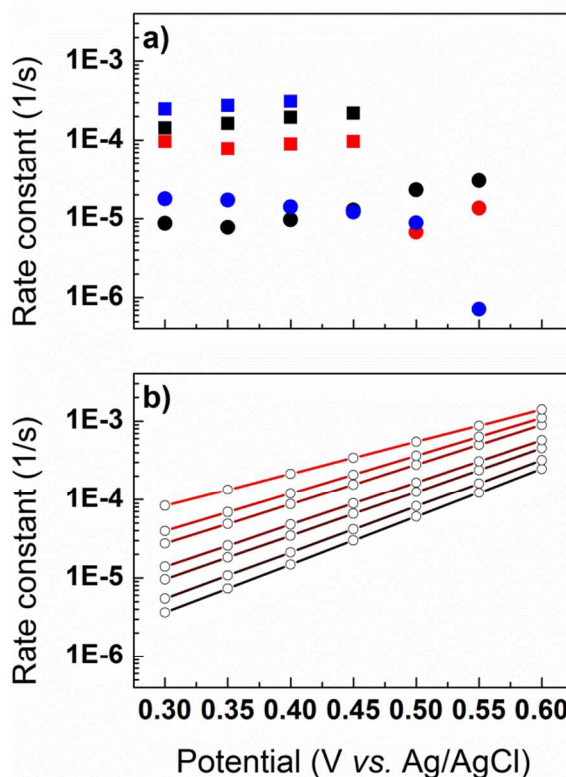 a)
1E-3
1E-4
1E-5
1E-6
Rate constant (1/s)
b)
1E-3
1E-4
1E-5
1E-6
Rate constant (1/s)
0.30 0.35 0.40 0.45 0.50 0.55 0.60
Potential (V vs. Ag/AgCl)